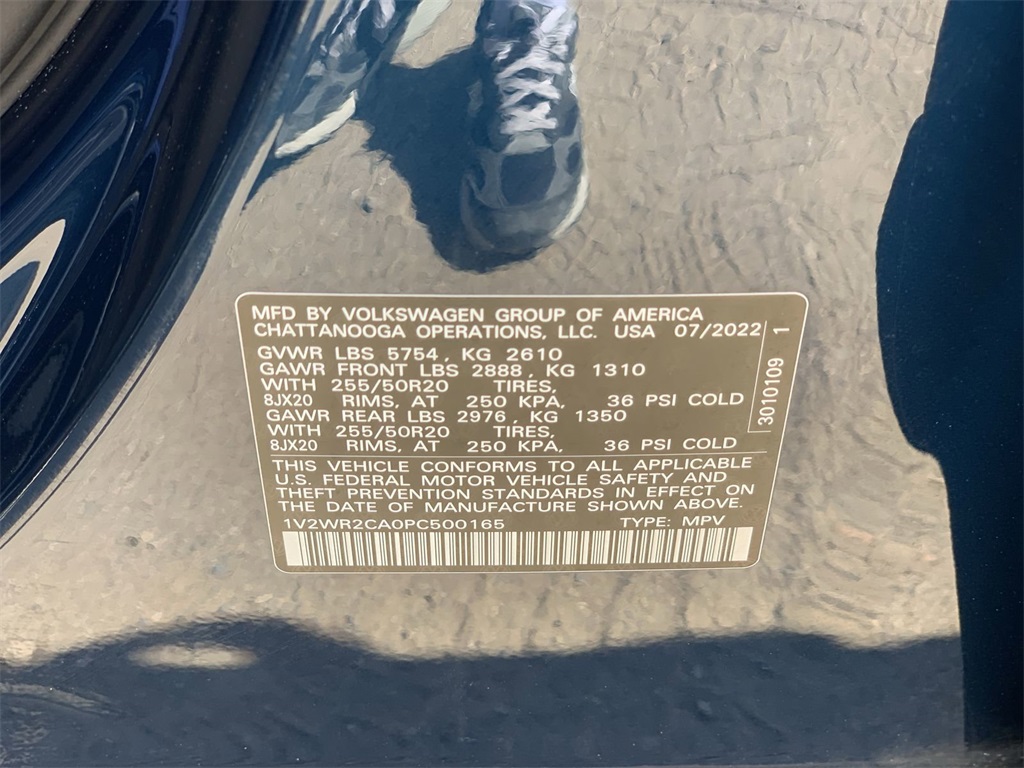 MFD BY VOLKSWAGEN GROUP OF AMERICA
CHATTANOOGA OPERATIONS, LLC. USA 07/2022
GVWR LBS 5754, KG 2610
GAWR FRONT LBS 2888, KG 1310
WITH 255/50R20 TIRES,
8JX20 RIMS, AT 250 KPA, 36 PSI COLD
GAWR REAR LBS 2976, KG 1350
WITH 255/50R20 TIRES,
8JX20 RIMS, AT 250 KPA, 36 PSI COLD
3010109 1
THIS VEHICLE CONFORMS TO ALL APPLICABLE
U.S. FEDERAL MOTOR VEHICLE SAFETY AND
THEFT PREVENTION STANDARDS IN EFFECT ON
THE DATE OF MANUFACTURE SHOWN ABOVE.
1V2WR2CA0PC500165 TYPE: MPV